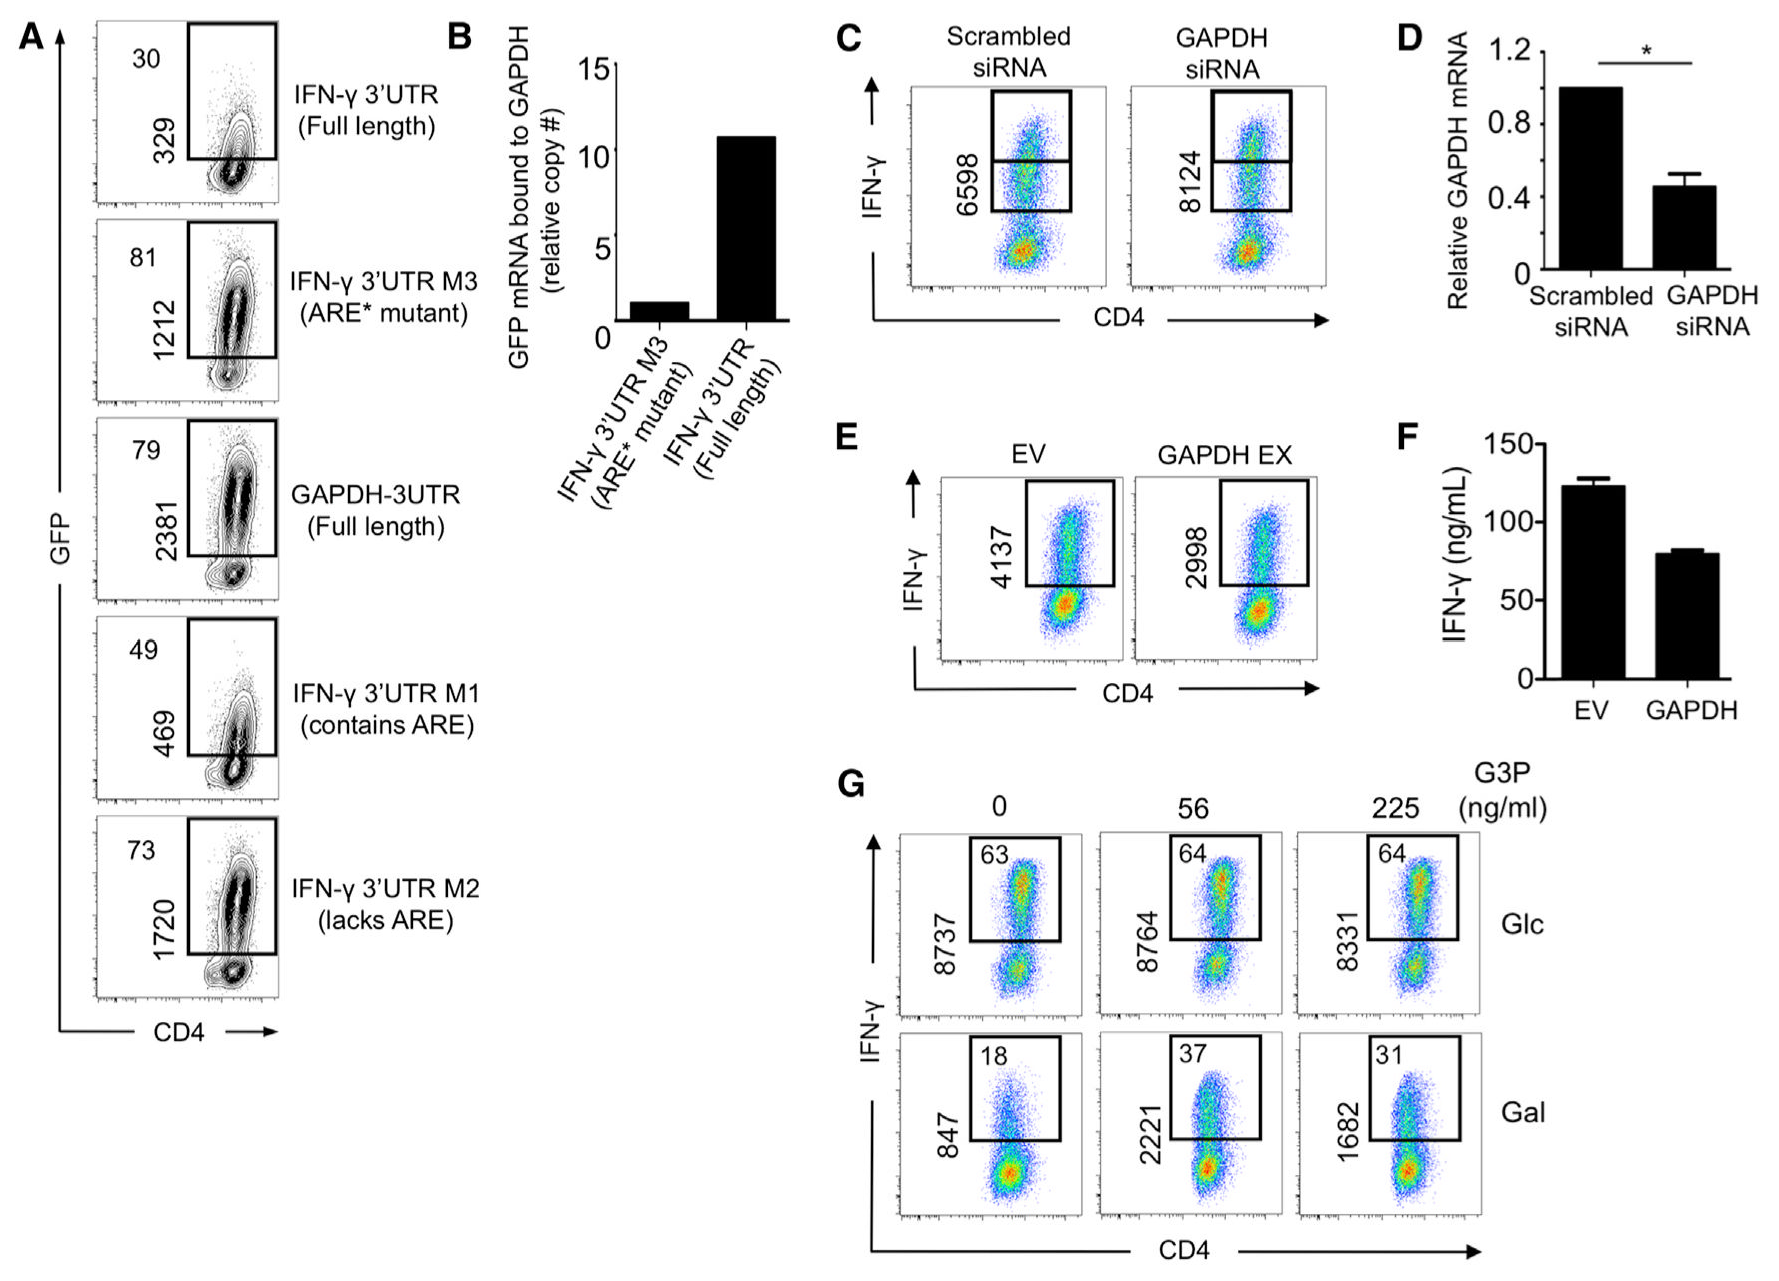 A
30
329
IFN-γ 3'UTR
(Full length)
81
1212
IFN-γ 3'UTR M3
(ARE* mutant)
79
2381
GAPDH-3UTR
(Full length)
49
469
IFN-γ 3'UTR M1
(contains ARE)
73
1720
IFN-γ 3'UTR M2
(lacks ARE)
GFP
CD4
B
GFP mRNA bound to GAPDH
(relative copy #)
15
10
5
0
IFN-γ 3'UTR M3
(ARE* mutant)
IFN-γ 3'UTR
(Full length)
C
Scrambled
siRNA
GAPDH
siRNA
6598
8124
IFN-γ
CD4
D
Relative GAPDH mRNA
1.2
0.8
0.4
0
*
Scrambled
siRNA
GAPDH
siRNA
E
EV
GAPDH EX
4137
2998
IFN-γ
CD4
F
IFN-γ (ng/mL)
150
100
50
0
EV
GAPDH
G
G3P
(ng/ml)
0
56
225
63
8737
64
8764
64
8331
Glc
18
847
37
2221
31
1682
Gal
IFN-γ
CD4